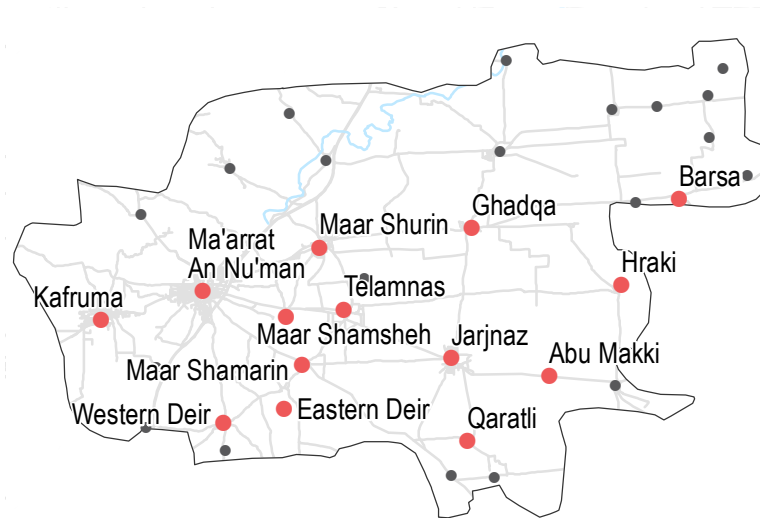 Barsa
Ghadqa
Maar Shurin
Ma'arrat
An Nu'man
Hraki
Telamnas
Kafruma
Maar Shamsheh
Jarjnaz
Abu Makki
Maar Shamarin
Western Deir
Eastern Deir
Qaratli